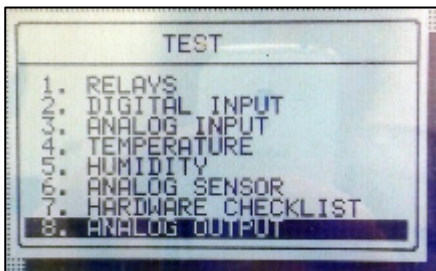 TEST
1. RELAYS
2. DIGITAL INPUT
3. ANALOG INPUT
4. TEMPERATURE
5. HUMIDITY
6. ANALOG SENSOR
7. HARDWARE CHECKLIST
8. ANALOG OUTPUT